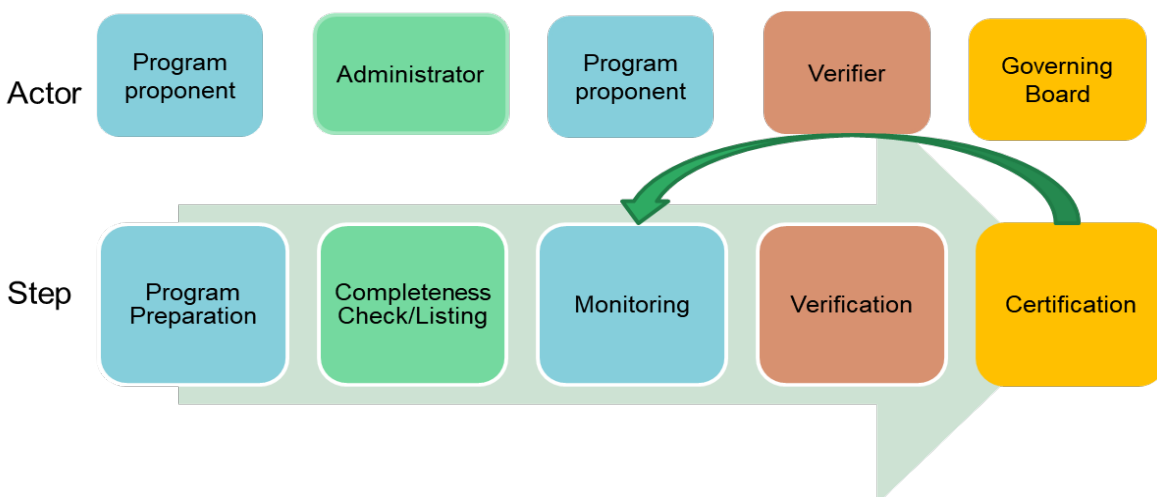 Actor
Program
proponent
Administrator
Program
proponent
Verifier
Governing
Board
Step
Program
Preparation
Completeness
Check/Listing
Monitoring
Verification
Certification